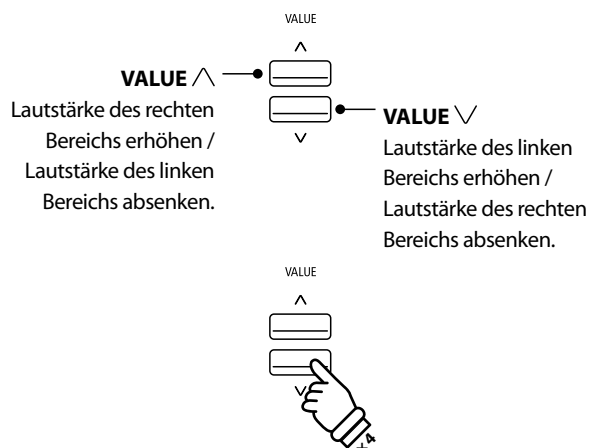 VALUE
VALUE ∧
Lautstärke des rechten
Bereichs erhöhen /
Lautstärke des linken
Bereichs absenken.
VALUE ∨
Lautstärke des linken
Bereichs erhöhen /
Lautstärke des rechten
Bereichs absenken.
VALUE
×4